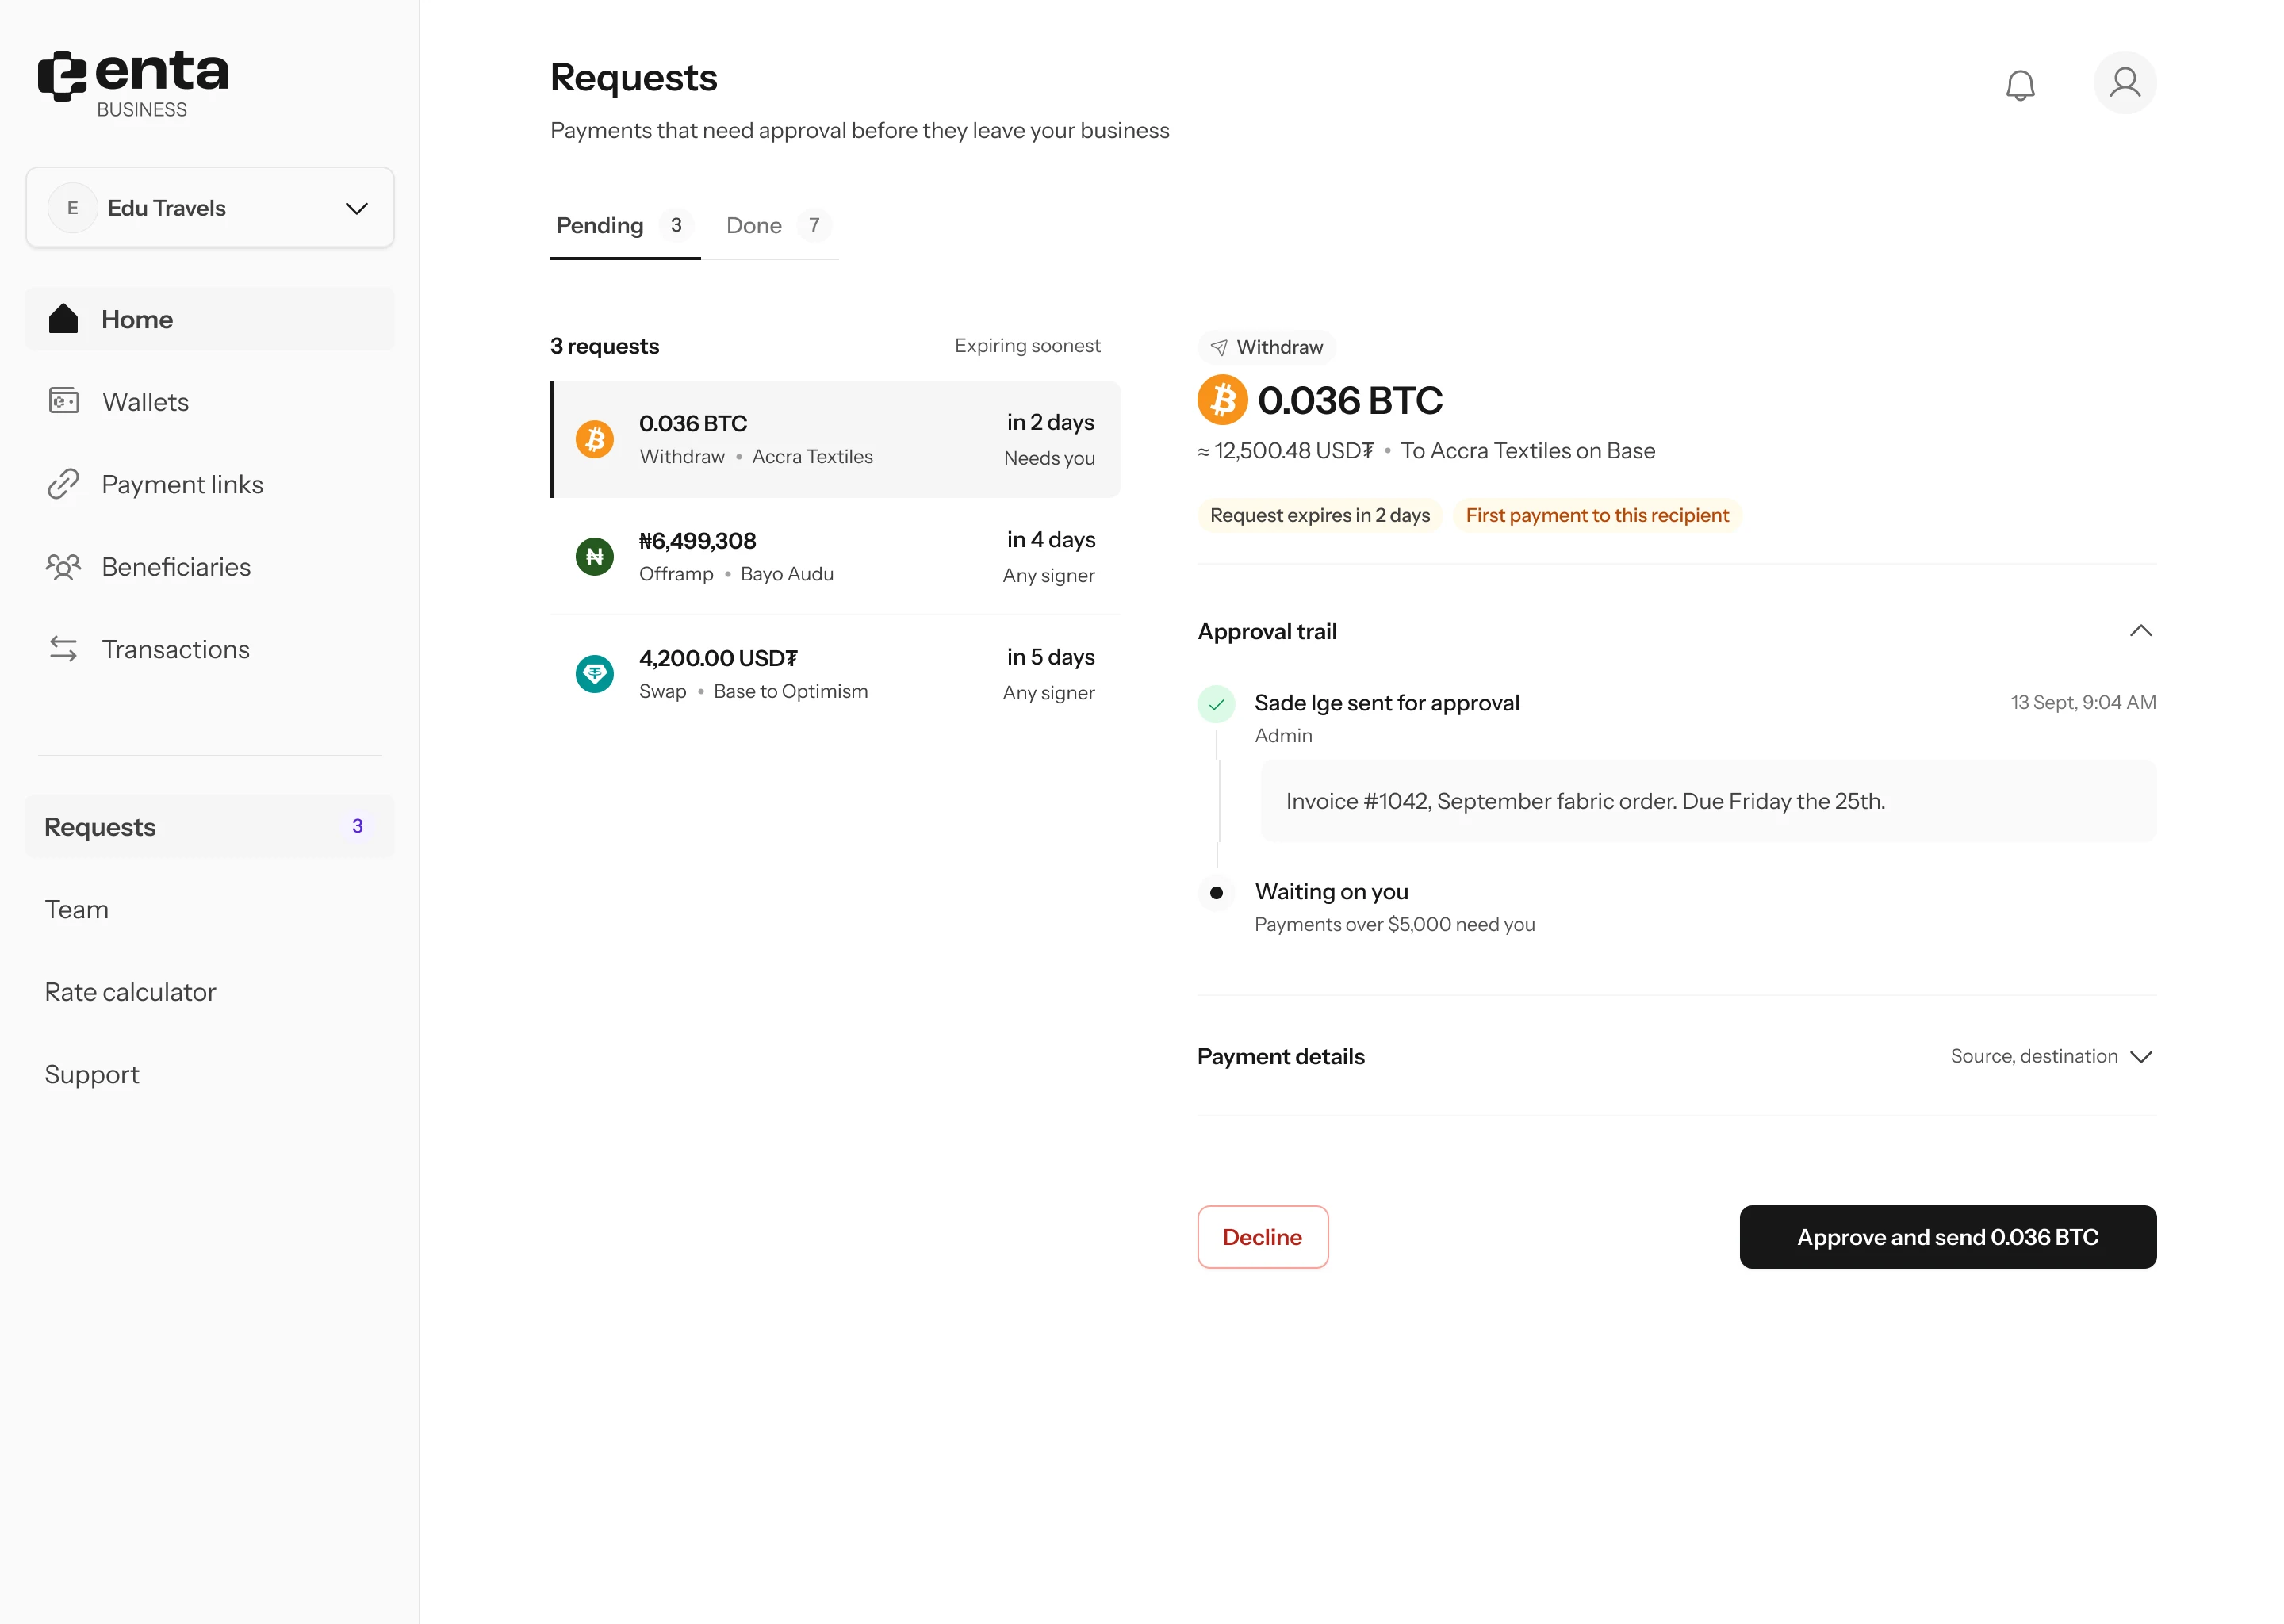 enta
BUSINESS
E Edu Travels
Home
Wallets
Payment links
Beneficiaries
Transactions
Requests 3
Team
Rate calculator
Support
Requests
Payments that need approval before they leave your business
Pending 3 Done 7
3 requests Expiring soonest
0.036 BTC in 2 days
Withdraw • Accra Textiles Needs you
₦6,499,308 in 4 days
Offramp • Bayo Audu Any signer
4,200.00 USD₮ in 5 days
Swap • Base to Optimism Any signer
Withdraw
0.036 BTC
≈ 12,500.48 USD₮ • To Accra Textiles on Base
Request expires in 2 days First payment to this recipient
Approval trail
Sade Ige sent for approval 13 Sept, 9:04 AM
Admin
Invoice #1042, September fabric order. Due Friday the 25th.
Waiting on you
Payments over $5,000 need you
Payment details Source, destination
Decline Approve and send 0.036 BTC